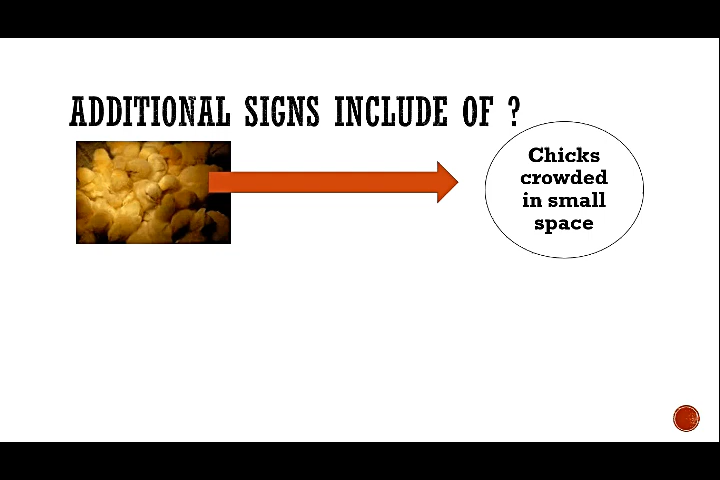 ADDITIONAL SIGNS INCLUDE OF ?
Chicks
crowded
in small
space